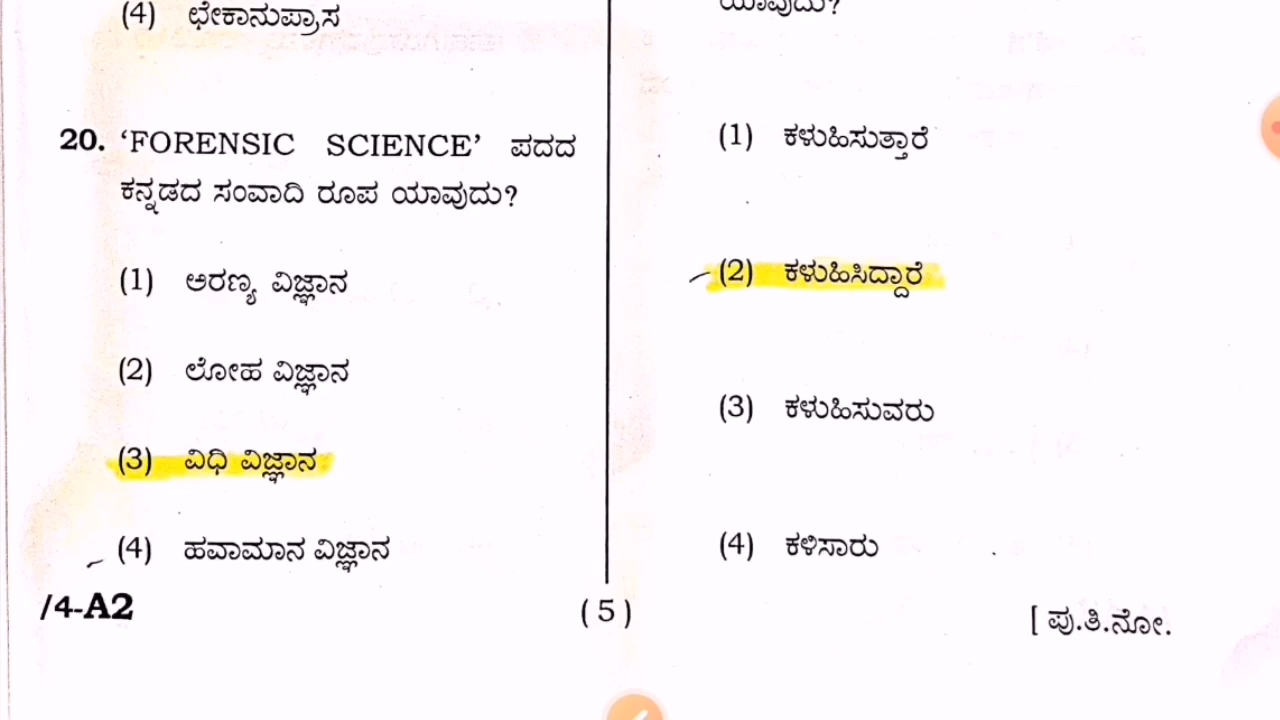 (4) ಛೇಕಾನುಪ್ರಾಸ
20. ‘FORENSIC SCIENCE’ ಪದದ
ಕನ್ನಡದ ಸಂವಾದಿ ರೂಪ ಯಾವುದು?
(1) ಅರಣ್ಯ ವಿಜ್ಞಾನ
(2) ಲೋಹ ವಿಜ್ಞಾನ
(3) ವಿಧಿ ವಿಜ್ಞಾನ
(4) ಹವಾಮಾನ ವಿಜ್ಞಾನ
/4-A2
ಯಾವುದು?
(1) ಕಳುಹಿಸುತ್ತಾರೆ
(2) ಕಳುಹಿಸಿದ್ದಾರೆ
(3) ಕಳುಹಿಸುವರು
(4) ಕಳಿಸಾರು
(5)
[ ಪು.ತಿ.ನೋ.